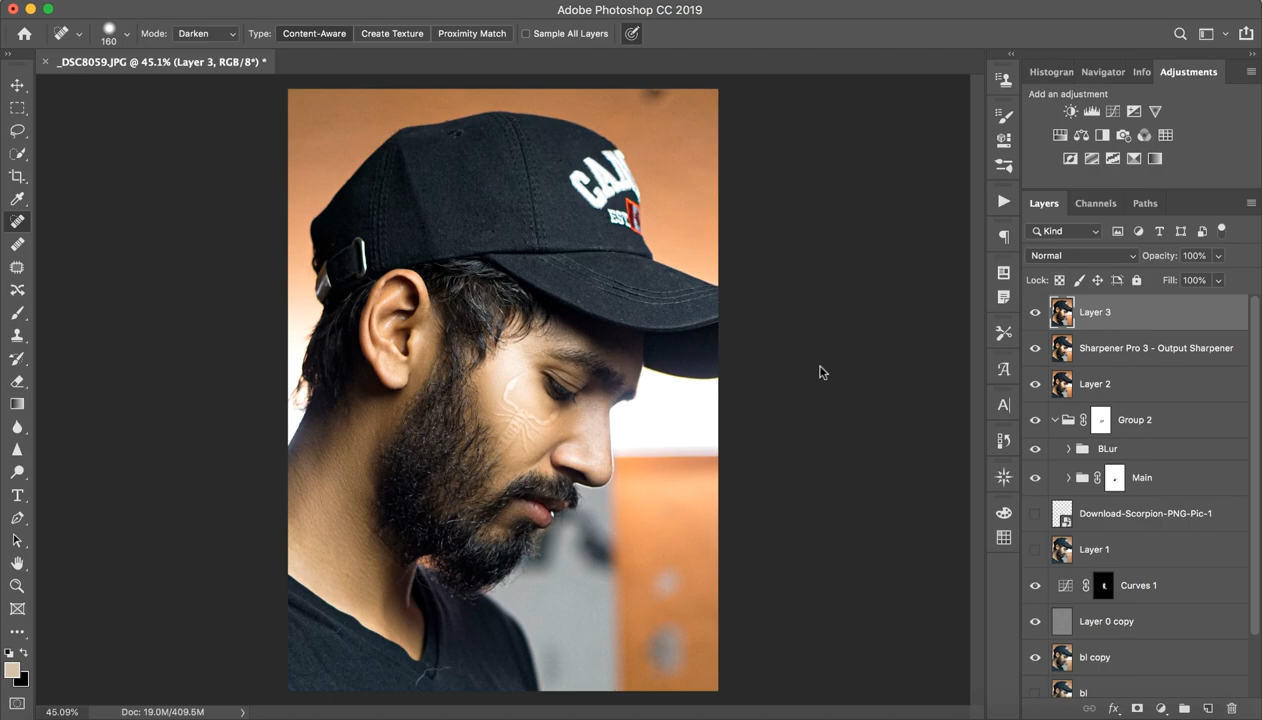 Adobe Photoshop CC 2019
160
Mode: Darken
Type: Content-Aware Create Texture Proximity Match
Sample All Layers
_DSC8059.JPG @ 45.1% (Layer 3, RGB/8*) *
Histogran Navigator Info Adjustments
Add an adjustment
Layers Channels Paths
Kind
Normal Opacity: 100%
Lock: Fill: 100%
Layer 3
Sharpener Pro 3 - Output Sharpener
Layer 2
Group 2
BLur
Main
Download-Scorpion-PNG-Pic-1
Layer 1
Curves 1
Layer 0 copy
bl copy
bl
EST
45.09% Doc: 19.0M/409.5M